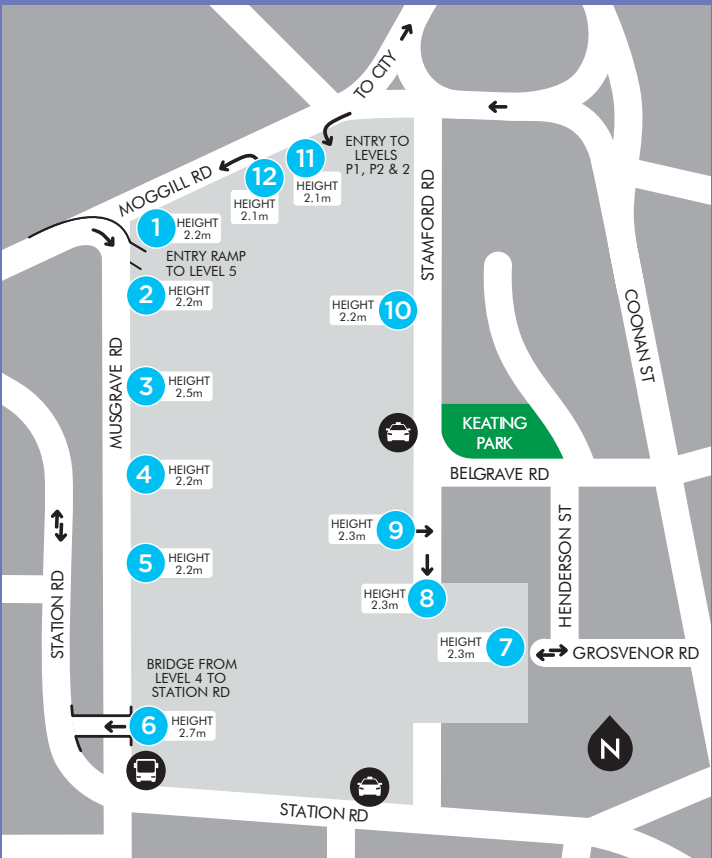 TO CITY
11
ENTRY TO
LEVELS
P1, P2 & 2
HEIGHT
2.1m
12
HEIGHT
2.1m
MOGGILL RD
1
HEIGHT
2.2m
ENTRY RAMP
TO LEVEL 5
STAMFORD RD
2
HEIGHT
2.2m
HEIGHT
2.2m
10
COONAN ST
MUSGRAVE RD
3
HEIGHT
2.5m
KEATING
PARK
4
HEIGHT
2.2m
BELGRAVE RD
HEIGHT
2.3m
9
HENDERSON ST
5
HEIGHT
2.2m
HEIGHT
2.3m
8
STATION RD
HEIGHT
2.3m
7
GROSVENOR RD
BRIDGE FROM
LEVEL 4 TO
STATION RD
6
HEIGHT
2.7m
N
STATION RD